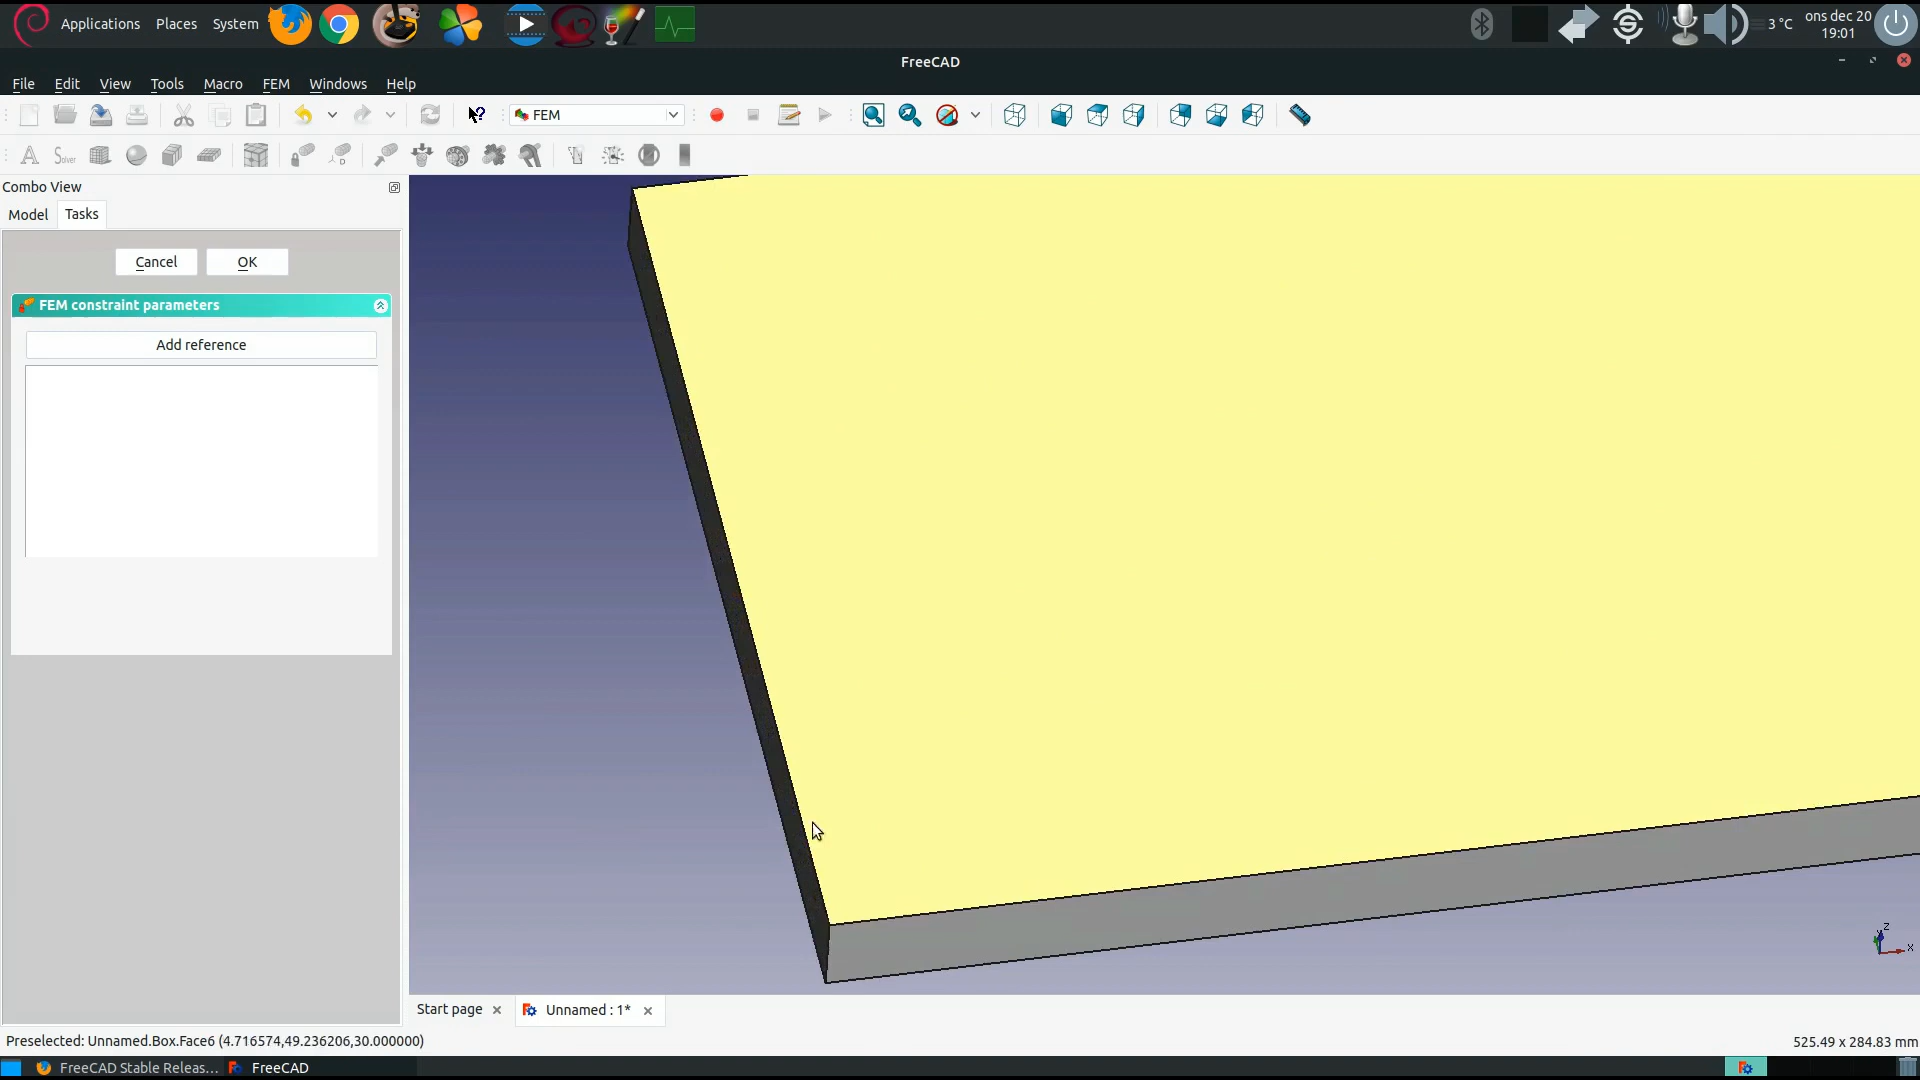 Applications Places System
3 °C
ons dec 20
19:01
FreeCAD
File Edit View Tools Macro FEM Windows Help
FEM
A Solver
D
Combo View
Model Tasks
Cancel OK
FEM constraint parameters
Add reference
z
x
Start page Unnamed : 1*
Preselected: Unnamed.Box.Face6 (4.716574,49.236206,30.000000)
525.49 x 284.83 mm
FreeCAD Stable Releas... FreeCAD